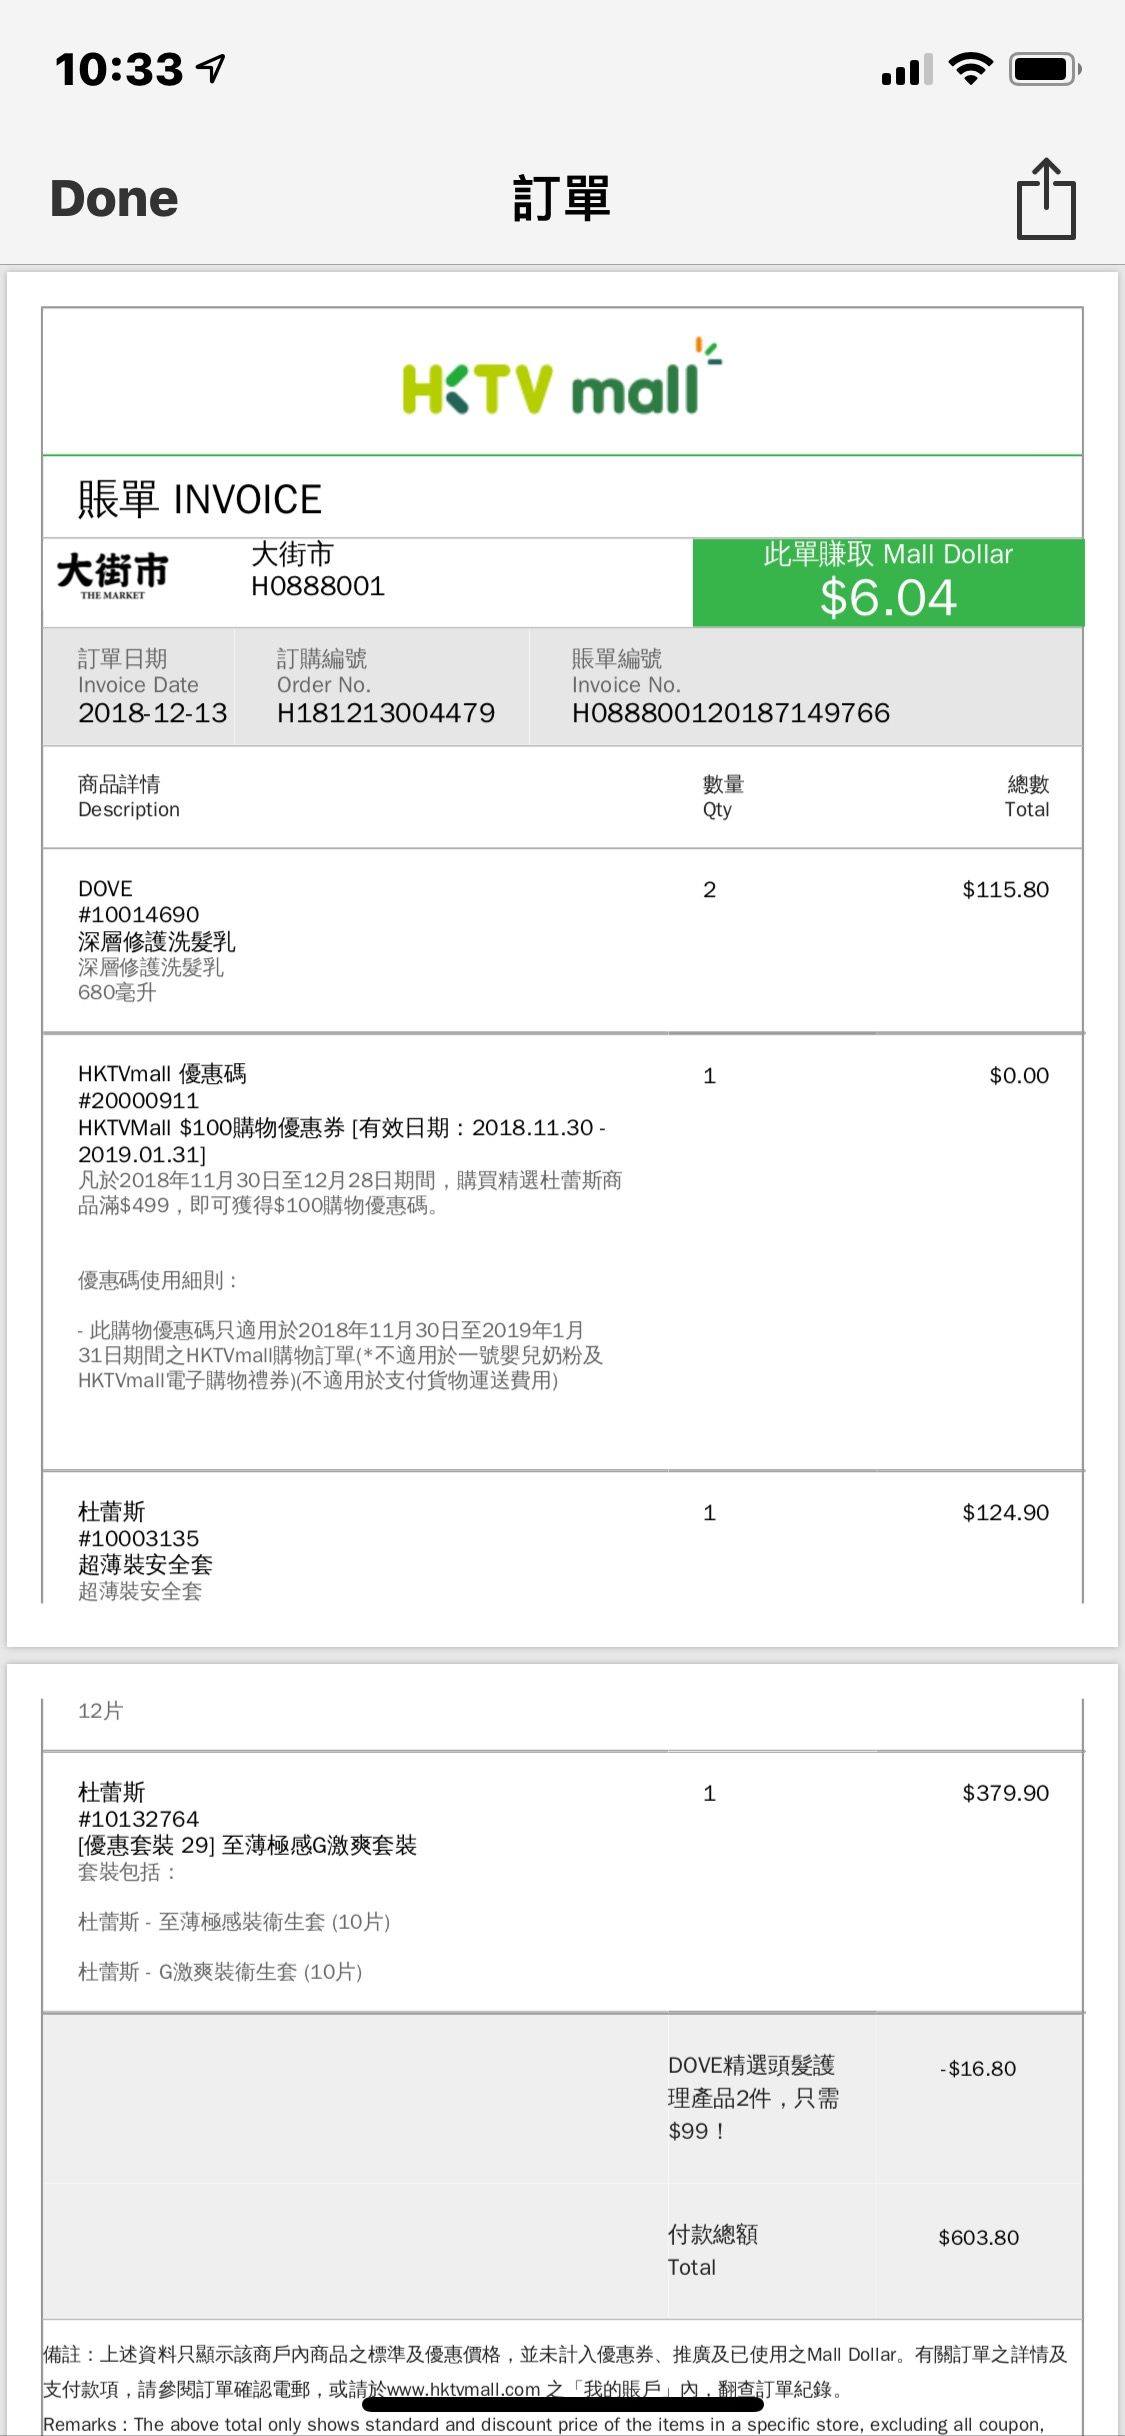 10:33
Done
訂單
HKTV mall
賬單 INVOICE
大街市
THE MARKET
大街市
H0888001
此單賺取 Mall Dollar
$6.04
訂單日期
Invoice Date
2018-12-13
訂購編號
Order No.
H181213004479
賬單編號
Invoice No.
H088800120187149766
商品詳情
Description
數量
Qty
總數
Total
DOVE
2
$115.80
#10014690
深層修護洗髮乳
深層修護洗髮乳
680毫升
HKTVmall 優惠碼
1
$0.00
#20000911
HKTVMall $100購物優惠券 [有效日期：2018.11.30 -
2019.01.31]
凡於2018年11月30日至12月28日期間，購買精選杜蕾斯商
品滿$499，即可獲得$100購物優惠碼。
優惠碼使用細則：
- 此購物優惠碼只適用於2018年11月30日至2019年1月
31日期間之HKTVmall購物訂單(*不適用於一號嬰兒奶粉及
HKTVmall電子購物禮券)(不適用於支付貨物運送費用)
杜蕾斯
1
$124.90
#10003135
超薄裝安全套
超薄裝安全套
12片
杜蕾斯
1
$379.90
#10132764
[優惠套裝 29] 至薄極感G激爽套裝
套裝包括：
杜蕾斯 - 至薄極感裝衞生套 (10片)
杜蕾斯 - G激爽裝衞生套 (10片)
DOVE精選頭髮護
理產品2件，只需
$99！
-$16.80
付款總額
Total
$603.80
備註：上述資料只顯示該商戶內商品之標準及優惠價格，並未計入優惠券、推廣及已使用之Mall Dollar。有關訂單之詳情及
支付款項，請參閱訂單確認電郵，或請於www.hktvmall.com 之「我的賬戶」內，翻查訂單紀錄。
Remarks : The above total only shows standard and discount price of the items in a specific store, excluding all coupon,